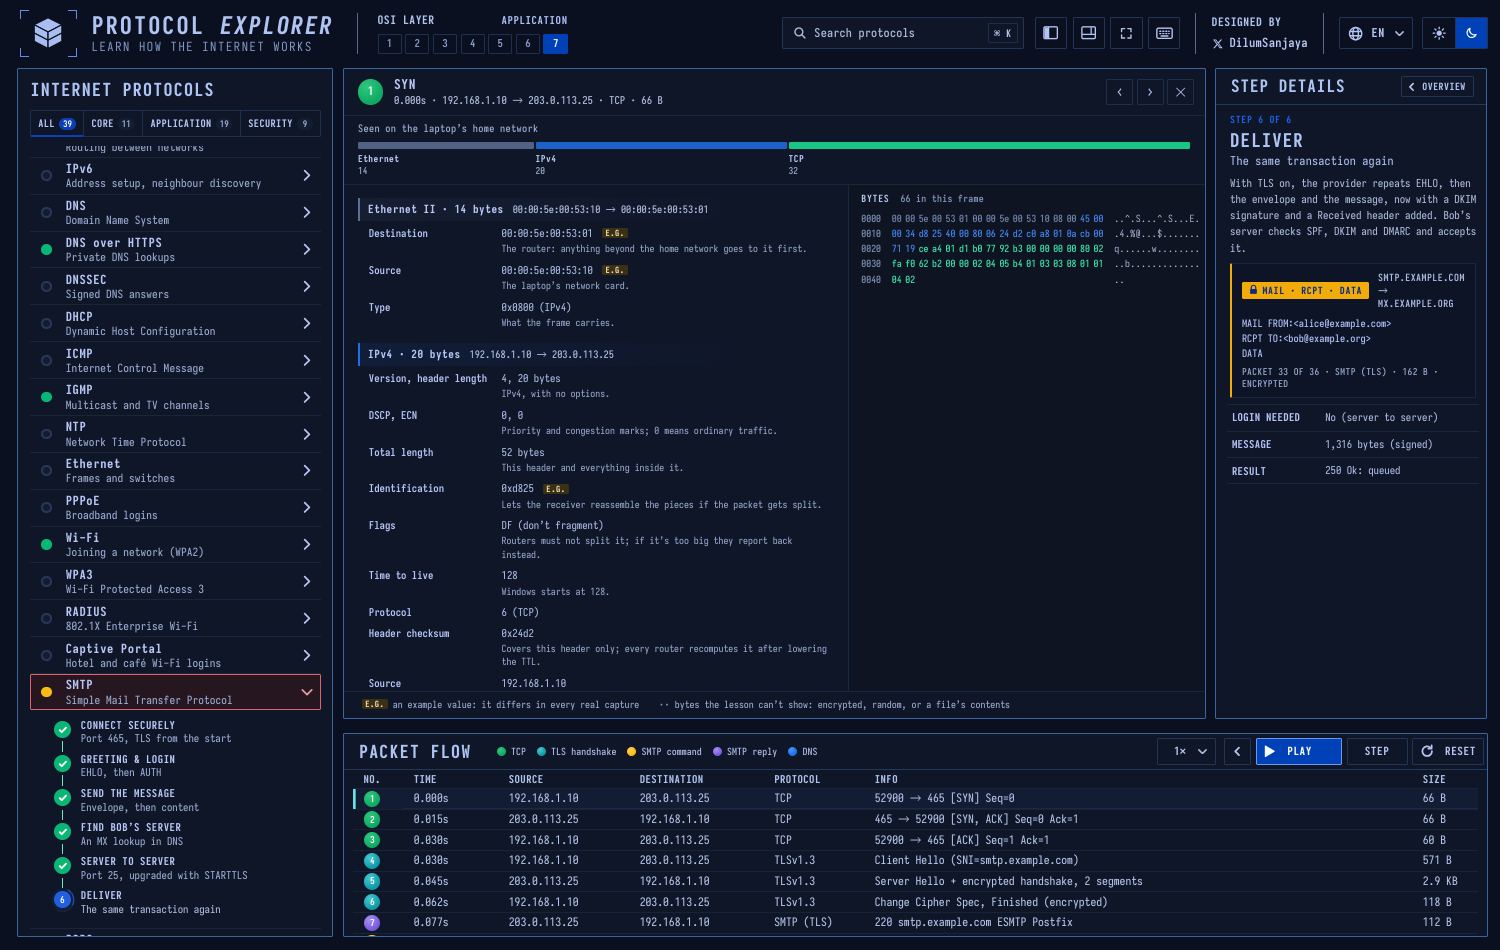 PROTOCOL EXPLORER
LEARN HOW THE INTERNET WORKS
OSI LAYER APPLICATION
1 2 3 4 5 6 7
Search protocols ⌘ K
DESIGNED BY
DilumSanjaya
EN
INTERNET PROTOCOLS
ALL 39 CORE 11 APPLICATION 19 SECURITY 9
Routing between networks
IPv6
Address setup, neighbour discovery
DNS
Domain Name System
DNS over HTTPS
Private DNS lookups
DNSSEC
Signed DNS answers
DHCP
Dynamic Host Configuration
ICMP
Internet Control Message
IGMP
Multicast and TV channels
NTP
Network Time Protocol
Ethernet
Frames and switches
PPPoE
Broadband logins
Wi-Fi
Joining a network (WPA2)
WPA3
Wi-Fi Protected Access 3
RADIUS
802.1X Enterprise Wi-Fi
Captive Portal
Hotel and café Wi-Fi logins
SMTP
Simple Mail Transfer Protocol
CONNECT SECURELY
Port 465, TLS from the start
GREETING & LOGIN
EHLO, then AUTH
SEND THE MESSAGE
Envelope, then content
FIND BOB'S SERVER
An MX lookup in DNS
SERVER TO SERVER
Port 25, upgraded with STARTTLS
6 DELIVER
The same transaction again
1 SYN
0.000s · 192.168.1.10 → 203.0.113.25 · TCP · 66 B
Seen on the laptop's home network
Ethernet IPv4 TCP
14 20 32
Ethernet II · 14 bytes 00:00:5e:00:53:10 → 00:00:5e:00:53:01
Destination 00:00:5e:00:53:01 E.G.
The router: anything beyond the home network goes to it first.
Source 00:00:5e:00:53:10 E.G.
The laptop's network card.
Type 0x0800 (IPv4)
What the frame carries.
IPv4 · 20 bytes 192.168.1.10 → 203.0.113.25
Version, header length 4, 20 bytes
IPv4, with no options.
DSCP, ECN 0, 0
Priority and congestion marks; 0 means ordinary traffic.
Total length 52 bytes
This header and everything inside it.
Identification 0xd825 E.G.
Lets the receiver reassemble the pieces if the packet gets split.
Flags DF (don't fragment)
Routers must not split it; if it's too big they report back
instead.
Time to live 128
Windows starts at 128.
Protocol 6 (TCP)
Header checksum 0x24d2
Covers this header only; every router recomputes it after lowering
the TTL.
Source 192.168.1.10
E.G. an example value: it differs in every real capture ·· bytes the lesson can't show: encrypted, random, or a file's contents
BYTES 66 in this frame
0000 00 00 5e 00 53 01 00 00 5e 00 53 10 08 00 45 00 ..^.S...^.S...E.
0010 00 34 d8 25 40 00 80 06 24 d2 c0 a8 01 0a cb 00 .4.%@...$.......
0020 71 19 ce a4 01 d1 b0 77 92 b3 00 00 00 00 80 02 q......w........
0030 fa f0 62 b2 00 00 02 04 05 b4 01 03 03 08 01 01 ..b.............
0040 04 02 ..
STEP DETAILS OVERVIEW
STEP 6 OF 6
DELIVER
The same transaction again
With TLS on, the provider repeats EHLO, then
the envelope and the message, now with a DKIM
signature and a Received header added. Bob's
server checks SPF, DKIM and DMARC and accepts
it.
MAIL · RCPT · DATA
SMTP.EXAMPLE.COM
→
MX.EXAMPLE.ORG
MAIL FROM:<alice@example.com>
RCPT TO:<bob@example.org>
DATA
PACKET 33 OF 36 · SMTP (TLS) · 162 B ·
ENCRYPTED
LOGIN NEEDED No (server to server)
MESSAGE 1,316 bytes (signed)
RESULT 250 Ok: queued
PACKET FLOW TCP TLS handshake SMTP command SMTP reply DNS 1× PLAY STEP RESET
NO. TIME SOURCE DESTINATION PROTOCOL INFO SIZE
1 0.000s 192.168.1.10 203.0.113.25 TCP 52900 → 465 [SYN] Seq=0 66 B
2 0.015s 203.0.113.25 192.168.1.10 TCP 465 → 52900 [SYN, ACK] Seq=0 Ack=1 66 B
3 0.030s 192.168.1.10 203.0.113.25 TCP 52900 → 465 [ACK] Seq=1 Ack=1 60 B
4 0.030s 192.168.1.10 203.0.113.25 TLSv1.3 Client Hello (SNI=smtp.example.com) 571 B
5 0.045s 203.0.113.25 192.168.1.10 TLSv1.3 Server Hello + encrypted handshake, 2 segments 2.9 KB
6 0.062s 192.168.1.10 203.0.113.25 TLSv1.3 Change Cipher Spec, Finished (encrypted) 118 B
7 0.077s 203.0.113.25 192.168.1.10 SMTP (TLS) 220 smtp.example.com ESMTP Postfix 112 B